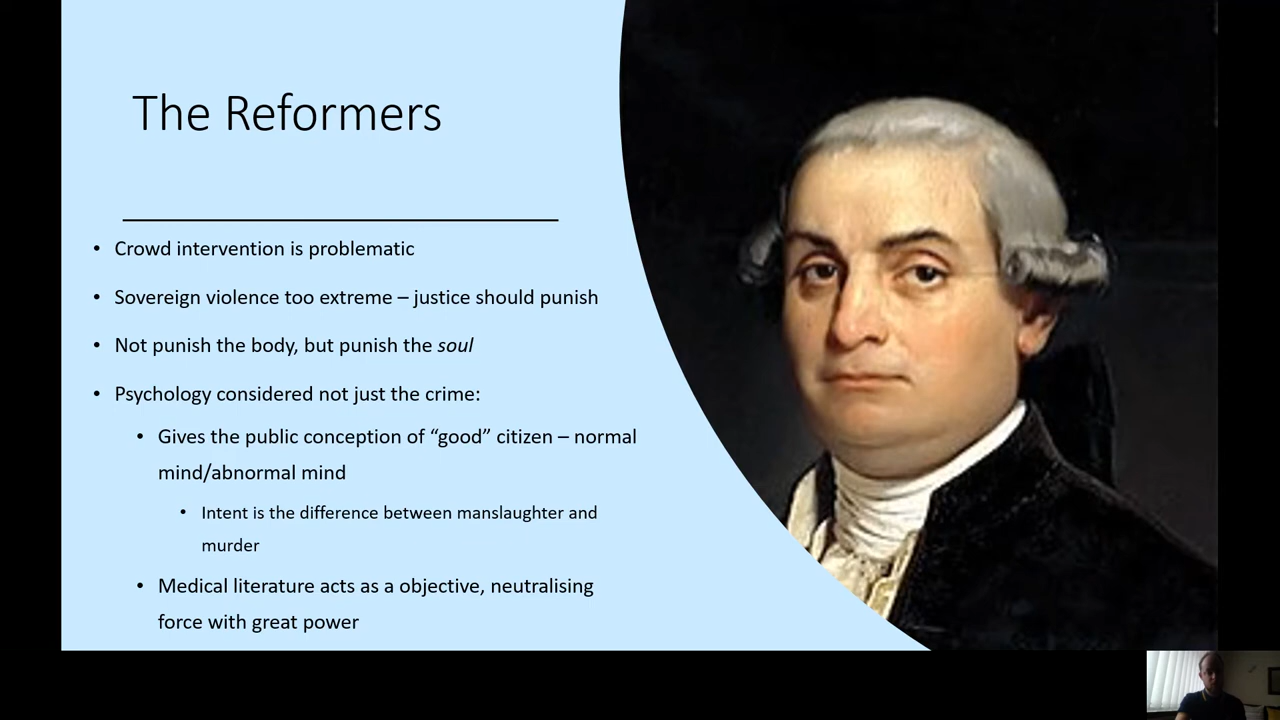 The Reformers
• Crowd intervention is problematic
• Sovereign violence too extreme – justice should punish
• Not punish the body, but punish the soul
• Psychology considered not just the crime:
• Gives the public conception of “good” citizen – normal
mind/abnormal mind
• Intent is the difference between manslaughter and
murder
• Medical literature acts as a objective, neutralising
force with great power